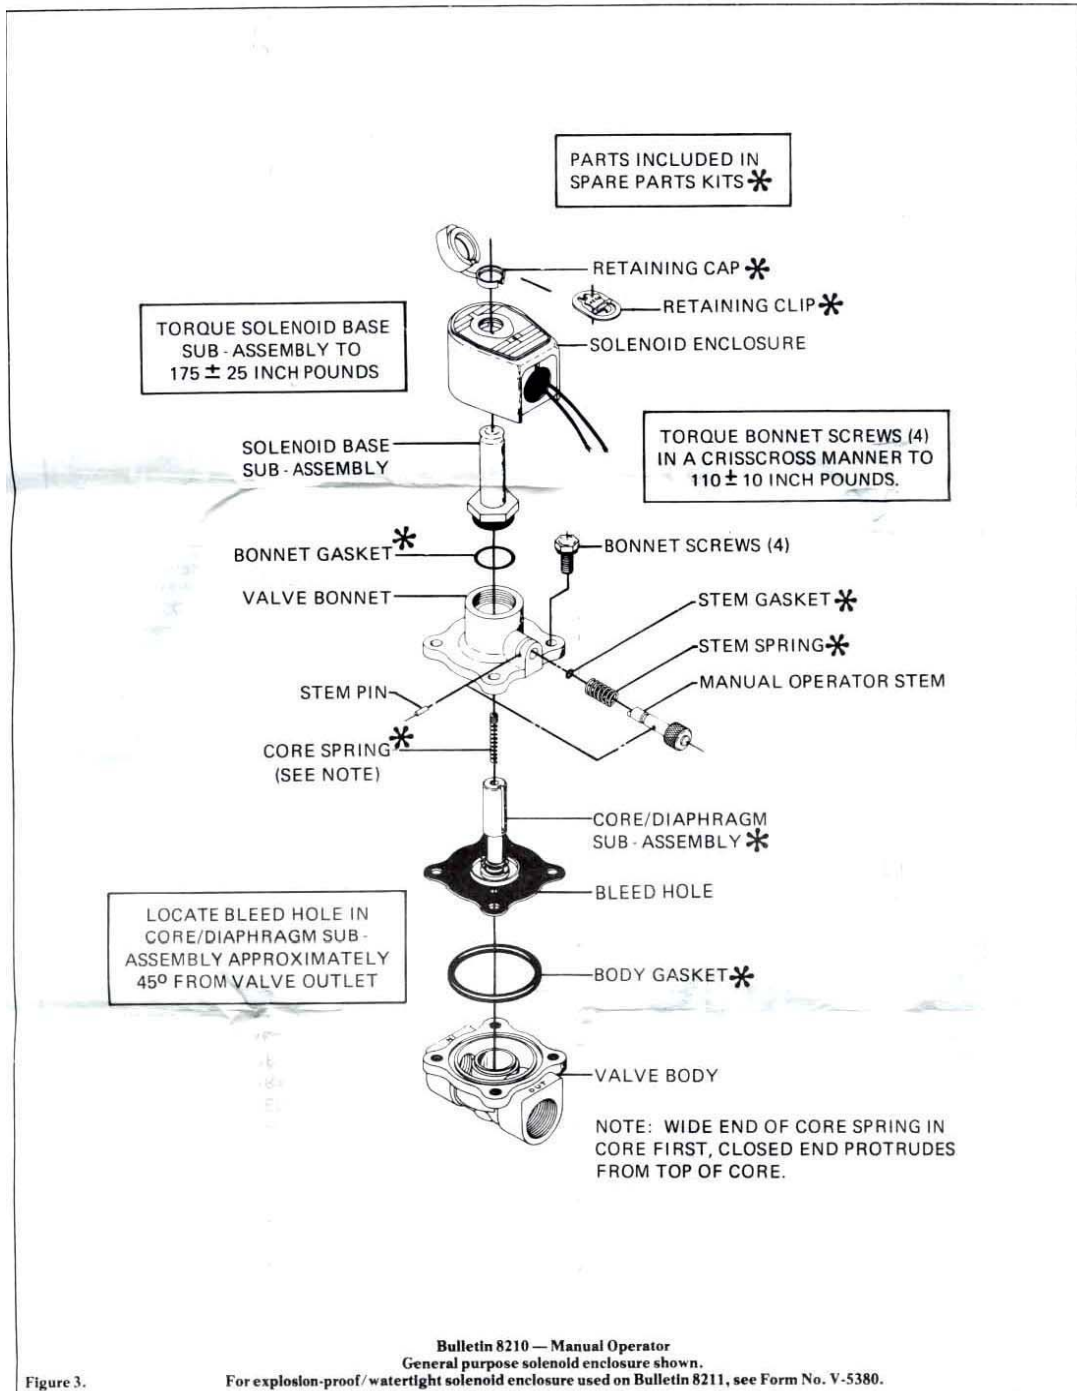 PARTS INCLUDED IN
SPARE PARTS KITS*
RETAINING CAP*
RETAINING CLIP*
TORQUE SOLENOID BASE
SUB - ASSEMBLY TO
175 ± 25 INCH POUNDS
SOLENOID ENCLOSURE
TORQUE BONNET SCREWS (4)
IN A CRISSCROSS MANNER TO
110 ± 10 INCH POUNDS.
SOLENOID BASE
SUB - ASSEMBLY
BONNET GASKET*
BONNET SCREWS (4)
VALVE BONNET
STEM GASKET*
STEM SPRING*
MANUAL OPERATOR STEM
STEM PIN
CORE SPRING*
(SEE NOTE)
CORE/DIAPHRAGM
SUB - ASSEMBLY*
BLEED HOLE
LOCATE BLEED HOLE IN
CORE/DIAPHRAGM SUB -
ASSEMBLY APPROXIMATELY
45º FROM VALVE OUTLET
BODY GASKET*
IN
OUT
VALVE BODY
NOTE: WIDE END OF CORE SPRING IN
CORE FIRST, CLOSED END PROTRUDES
FROM TOP OF CORE.
Bulletin 8210 — Manual Operator
General purpose solenoid enclosure shown.
Figure 3. For explosion-proof/watertight solenoid enclosure used on Bulletin 8211, see Form No. V-5380.